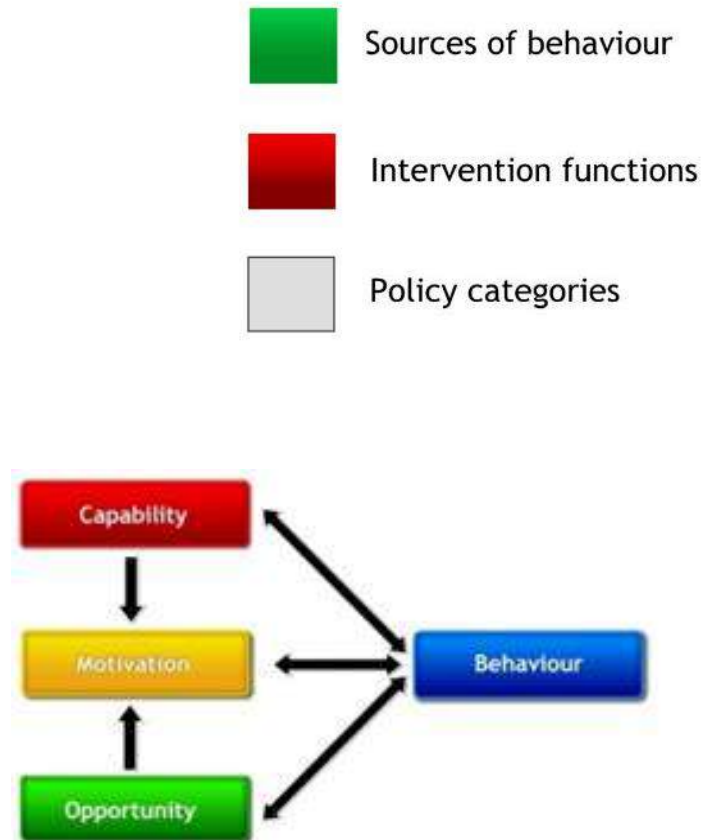 Sources of behaviour
Intervention functions
Policy categories
Capability
Motivation
Behaviour
Opportunity